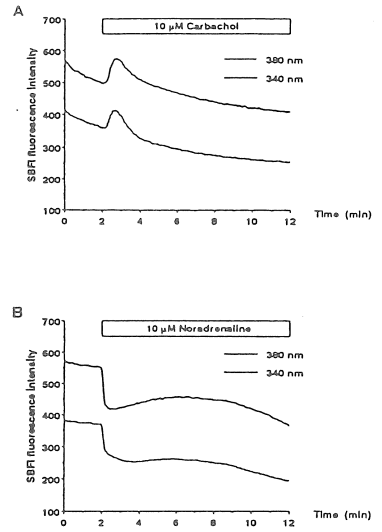 A
10 μM Carbachol
380 nm
340 nm
SBFI fluorescence Intensity
700
600
500
400
300
200
100
0 2 4 6 8 10 12
Time (min)
B
10 μM Noradrenaline
380 nm
340 nm
SBFI fluorescence Intensity
700
600
500
400
300
200
100
0 2 4 6 8 10 12
Time (min)